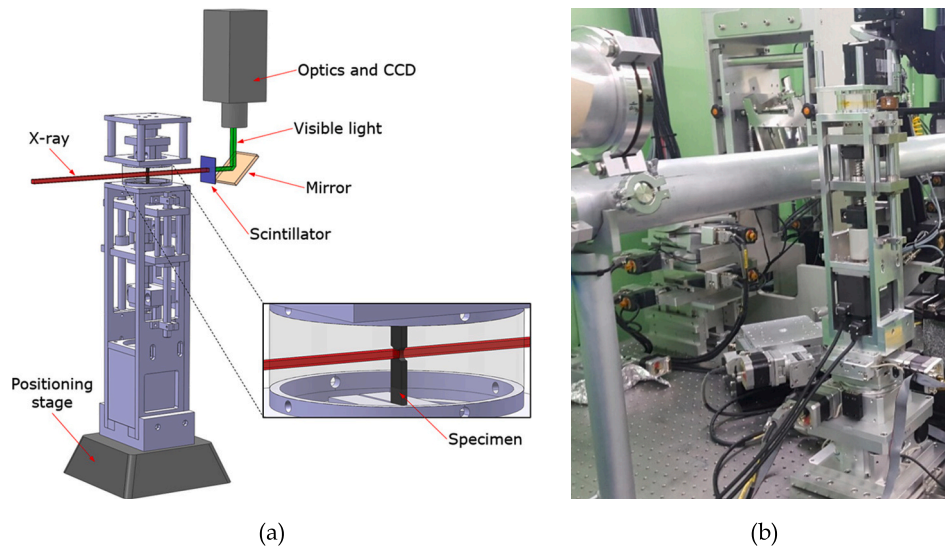 Optics and CCD
Visible light
X-ray
Mirror
Scintillator
Positioning
stage
Specimen
(a)
(b)